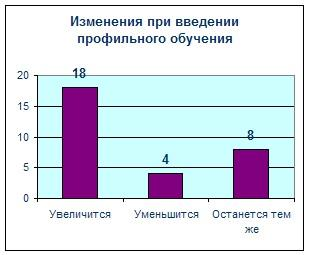 Изменения при введении
профильного обучения
20
15
10
5
0
18
4
8
Увеличится
Уменьшится
Останется тем
же